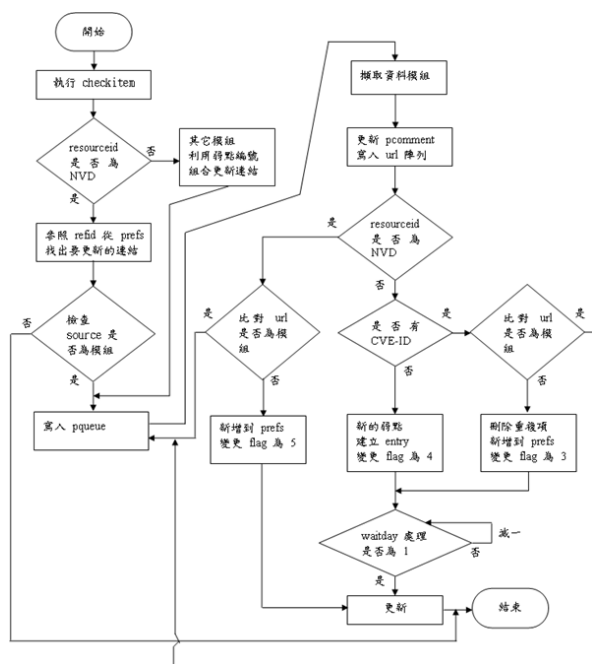 開始
執行 checkitem
resourceid
是 否 為
NVD
否
是
其它模組
利用弱點編號
組合更新連結
參照 refid 從 prefs
找出要更新的連結
檢查
source 是
否為模組
否
是
寫入 pqueue
擷取資料模組
更新 pcomment
寫入 url 陣列
resourceid
是 否 為
NVD
是
否
比對 url
是否為模
組
是
否
是 否 有
CVE-ID
是
否
比對 url
是否為模
組
是
否
新增到 prefs
變更 flag 為 5
新的弱點
建立 entry
變更 flag 為 4
刪除重複項
新增到 prefs
變更 flag 為 3
waitday 處理
是否為 1
減一
否
是
更新
結束